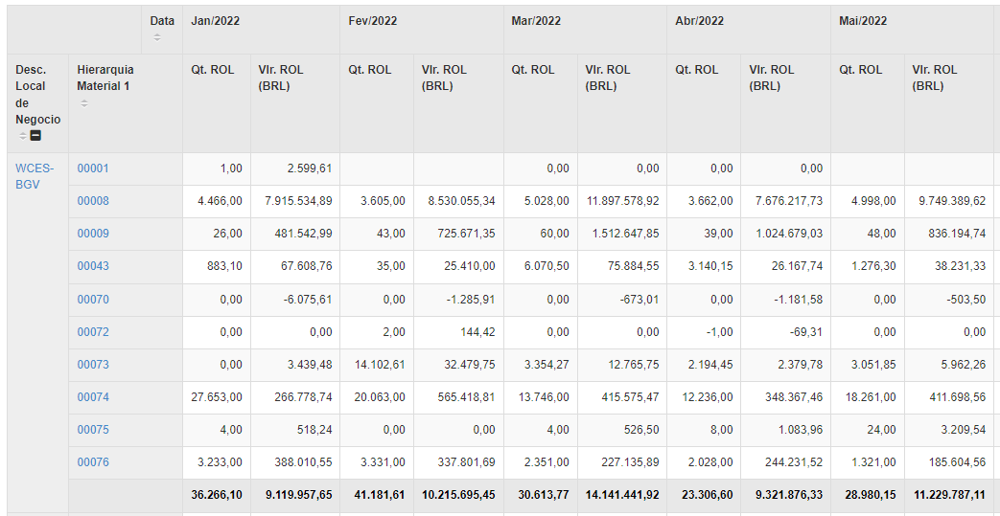 Data Jan/2022 Fev/2022 Mar/2022 Abr/2022 Mai/2022
Desc. Local de Negocio Hierarquia Material 1 Qt. ROL Vlr. ROL (BRL) Qt. ROL Vlr. ROL (BRL) Qt. ROL Vlr. ROL (BRL) Qt. ROL Vlr. ROL (BRL) Qt. ROL Vlr. ROL (BRL)
WCES-BGV 00001 1,00 2.599,61 0,00 0,00 0,00 0,00
00008 4.466,00 7.915.534,89 3.605,00 8.530.055,34 5.028,00 11.897.578,92 3.662,00 7.676.217,73 4.998,00 9.749.389,62
00009 26,00 481.542,99 43,00 725.671,35 60,00 1.512.647,85 39,00 1.024.679,03 48,00 836.194,74
00043 883,10 67.608,76 35,00 25.410,00 6.070,50 75.884,55 3.140,15 26.167,74 1.276,30 38.231,33
00070 0,00 -6.075,61 0,00 -1.285,91 0,00 -673,01 0,00 -1.181,58 0,00 -503,50
00072 0,00 0,00 2,00 144,42 0,00 0,00 -1,00 -69,31 0,00 0,00
00073 0,00 3.439,48 14.102,61 32.479,75 3.354,27 12.765,75 2.194,45 2.379,78 3.051,85 5.962,26
00074 27.653,00 266.778,74 20.063,00 565.418,81 13.746,00 415.575,47 12.236,00 348.367,46 18.261,00 411.698,56
00075 4,00 518,24 0,00 0,00 4,00 526,50 8,00 1.083,96 24,00 3.209,54
00076 3.233,00 388.010,55 3.331,00 337.801,69 2.351,00 227.135,89 2.028,00 244.231,52 1.321,00 185.604,56
36.266,10 9.119.957,65 41.181,61 10.215.695,45 30.613,77 14.141.441,92 23.306,60 9.321.876,33 28.980,15 11.229.787,11